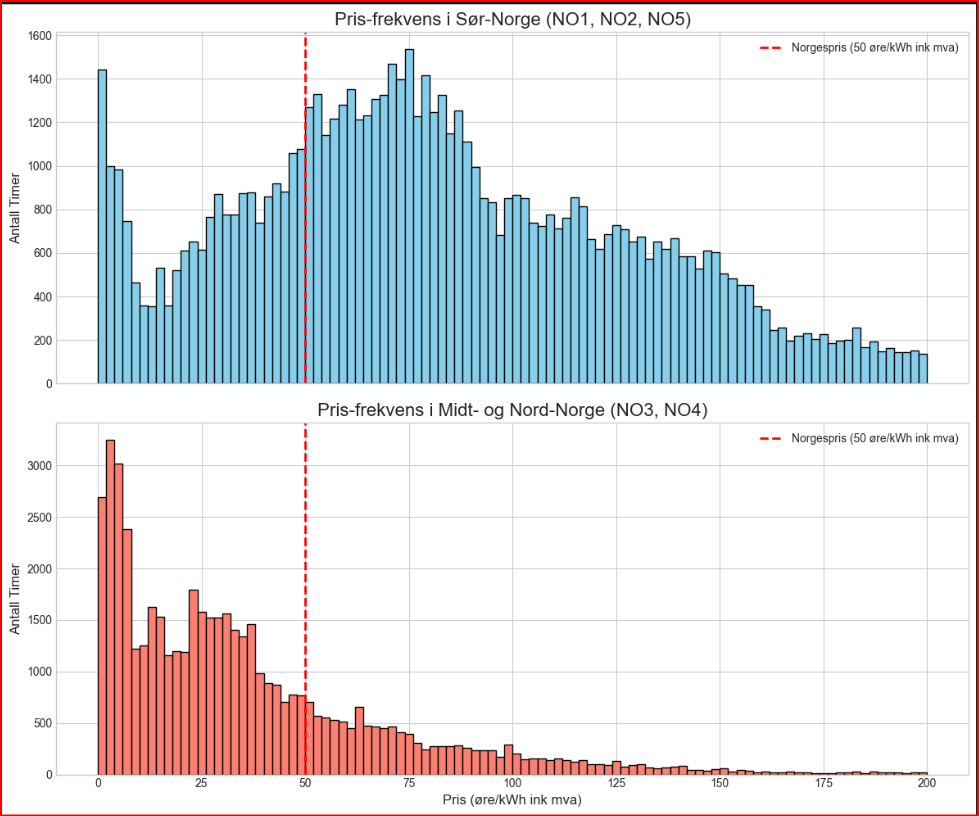 Pris-frekvens i Sør-Norge (NO1, NO2, NO5)
Norgespris (50 øre/kWh ink mva)
1600
1400
1200
1000
800
600
400
200
0
Antall Timer
Pris-frekvens i Midt- og Nord-Norge (NO3, NO4)
Norgespris (50 øre/kWh ink mva)
3000
2500
2000
1500
1000
500
0
Antall Timer
0 25 50 75 100 125 150 175 200
Pris (øre/kWh ink mva)